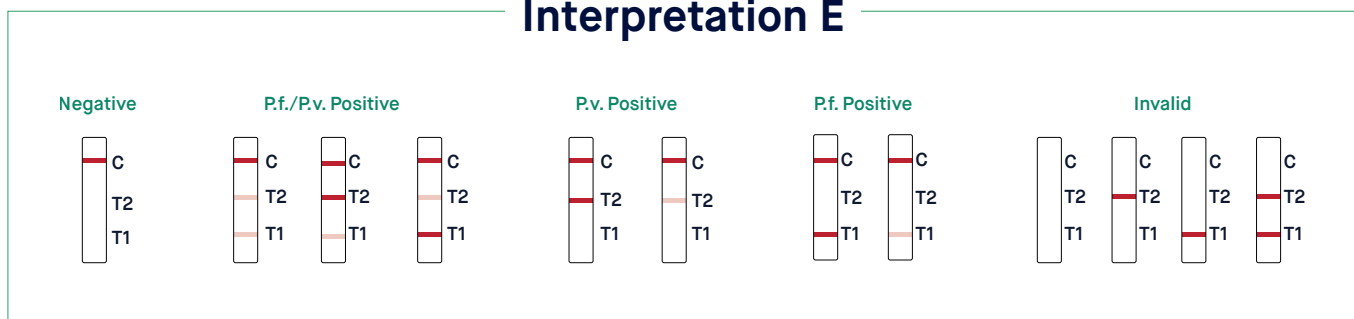 Interpretation E
Negative
P.f./P.v. Positive
P.v. Positive
P.f. Positive
Invalid
C C C C C C C C C C C C
T2 T2 T2 T2 T2 T2 T2 T2 T2 T2 T2 T2
T1 T1 T1 T1 T1 T1 T1 T1 T1 T1 T1 T1